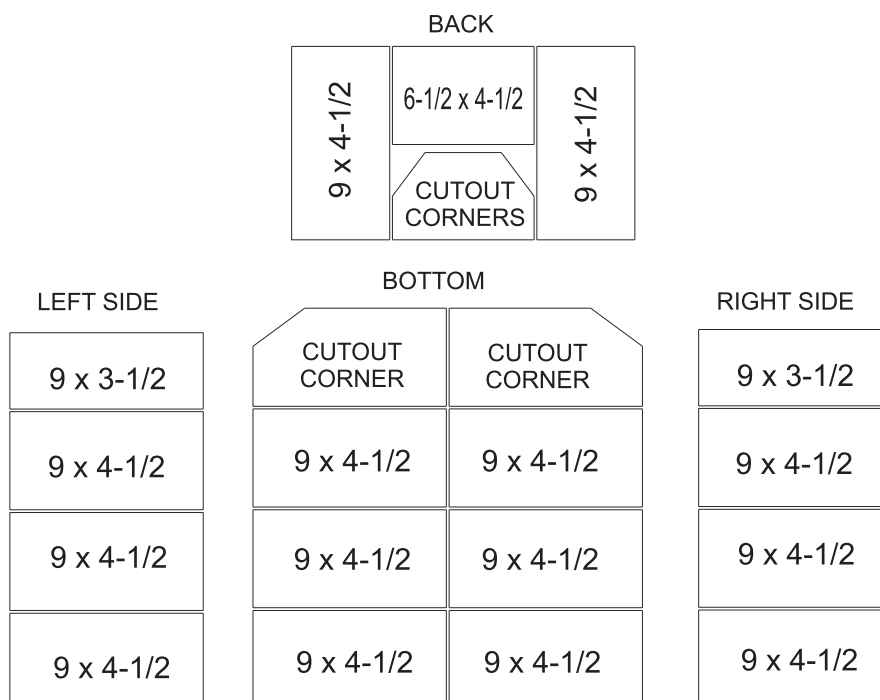 BACK
9 x 4-1/2
6-1/2 x 4-1/2
9 x 4-1/2
CUTOUT
CORNERS
BOTTOM
LEFT SIDE
RIGHT SIDE
CUTOUT
CORNER
CUTOUT
CORNER
9 x 3-1/2
9 x 3-1/2
9 x 4-1/2
9 x 4-1/2
9 x 4-1/2
9 x 4-1/2
9 x 4-1/2
9 x 4-1/2
9 x 4-1/2
9 x 4-1/2
9 x 4-1/2
9 x 4-1/2
9 x 4-1/2
9 x 4-1/2